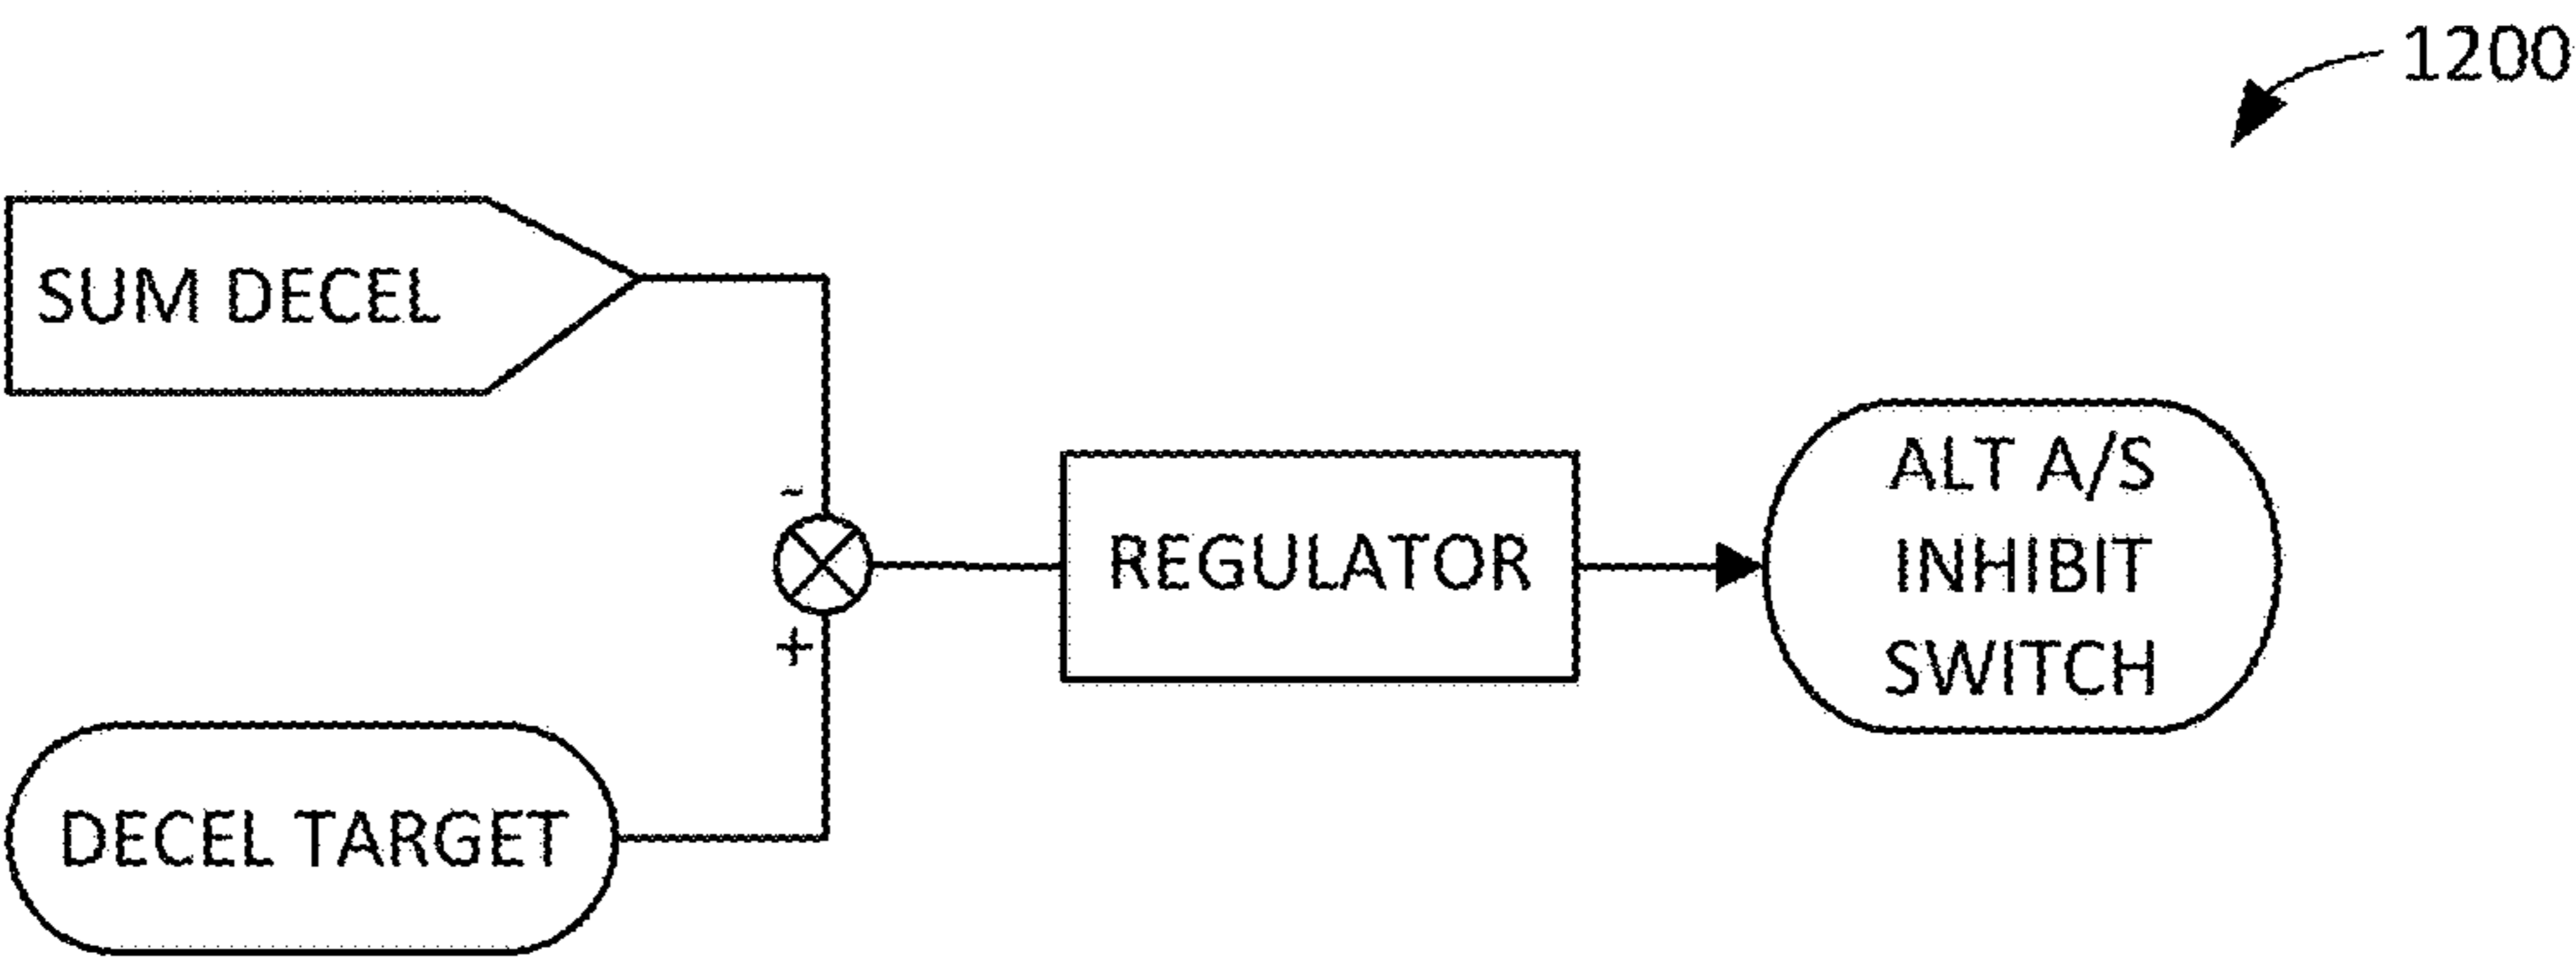 1200
SUM DECEL
-
+
REGULATOR
ALT A/S
INHIBIT
SWITCH
DECEL TARGET